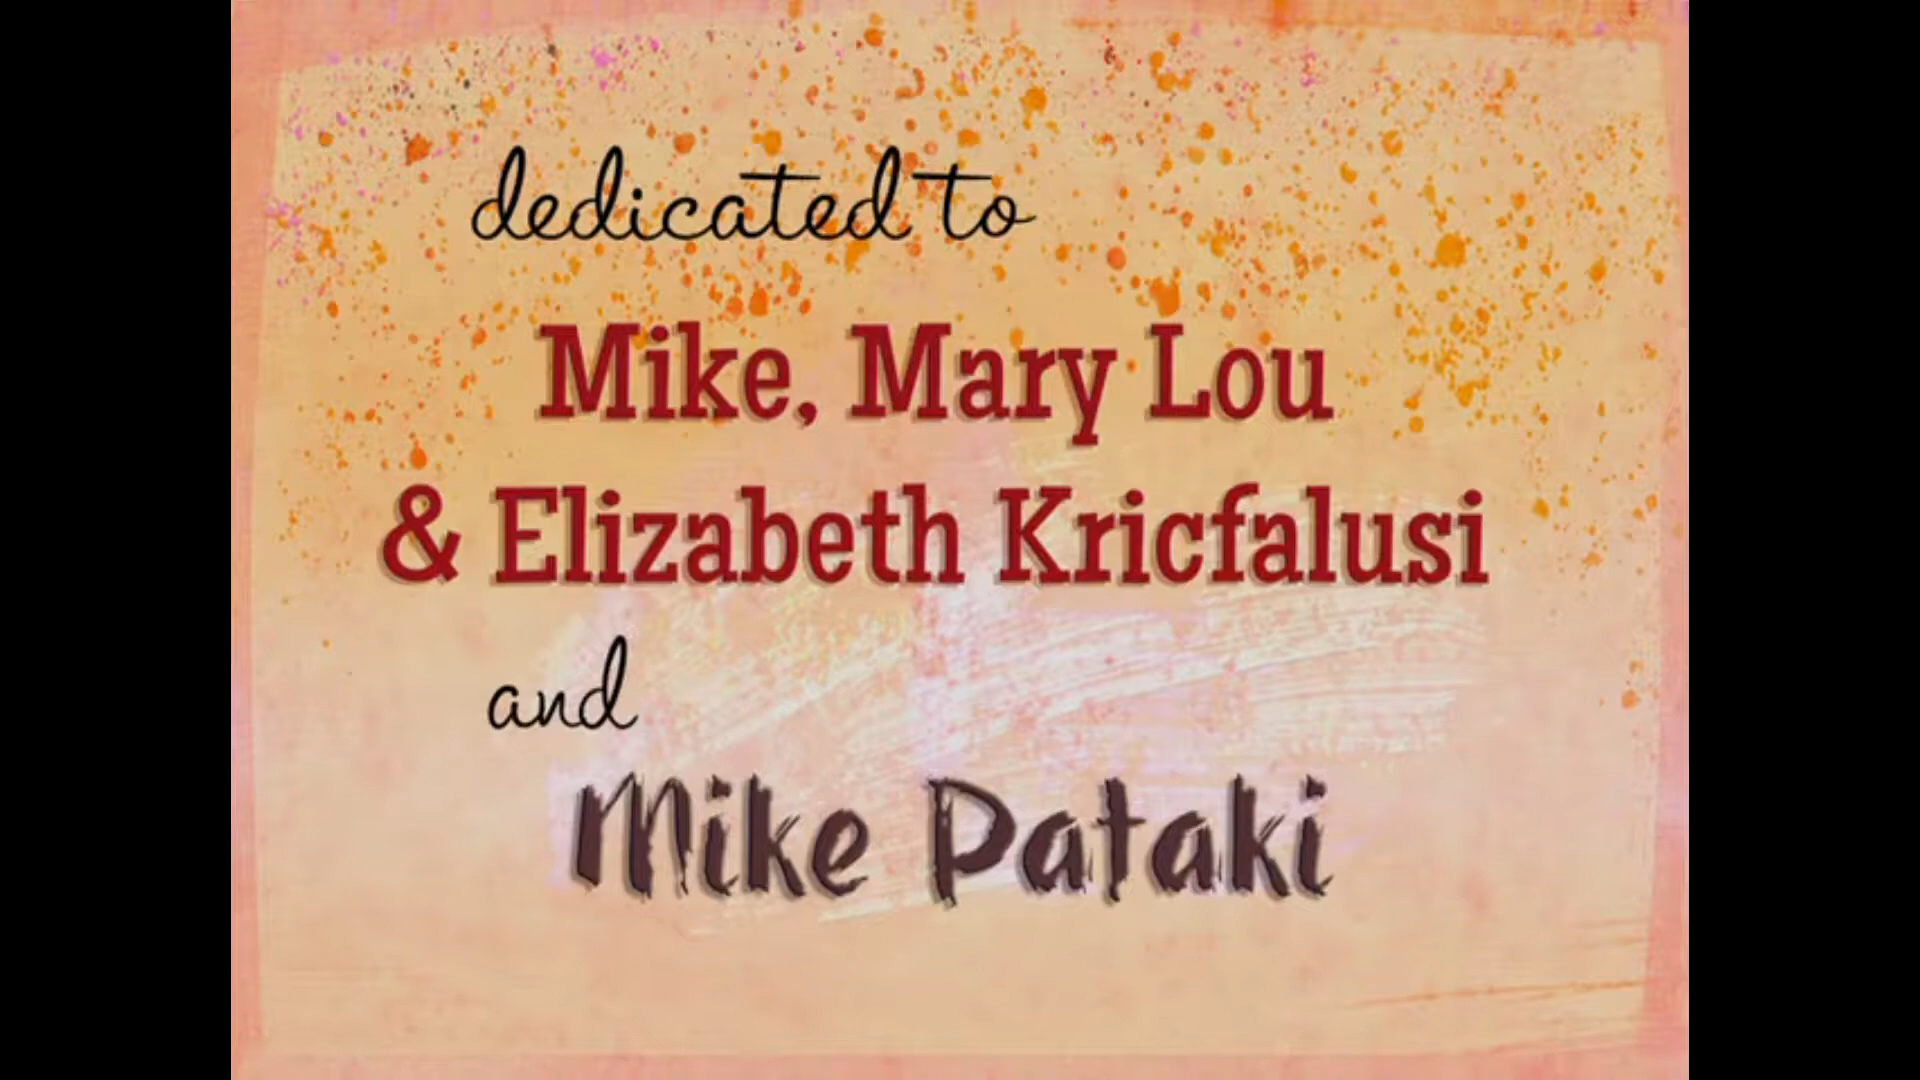 dedicated to
Mike, Mary Lou
& Elizabeth Kricfalusi
and
Mike Pataki